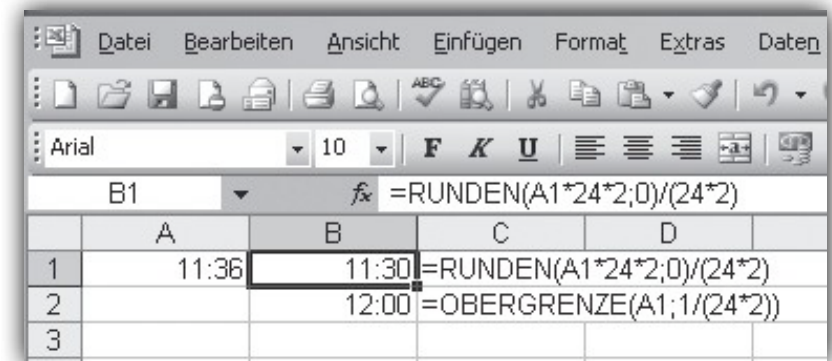 Datei Bearbeiten Ansicht Einfügen Format Extras Daten
ABC
Arial 10 F K U a
B1 fx =RUNDEN(A1*24*2;0)/(24*2)
A B C D
1 11:36 11:30 =RUNDEN(A1*24*2;0)/(24*2)
2 12:00 =OBERGRENZE(A1;1/(24*2))
3